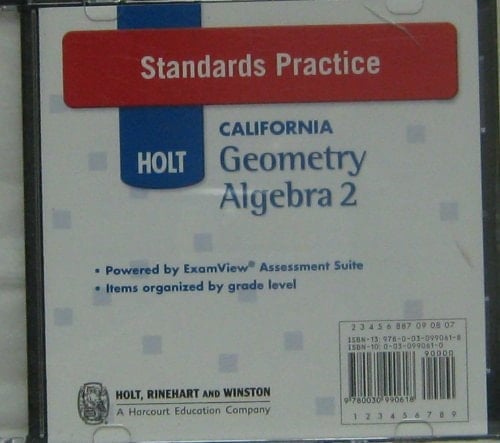 Standards Practice
HOLT
CALIFORNIA
Geometry
Algebra 2
• Powered by ExamView® Assessment Suite
• Items organized by grade level
HOLT, RINEHART AND WINSTON
A Harcourt Education Company
2 3 4 5 6 887 09 08 07
ISBN-13: 978-0-03-099061-8
ISBN-10: 0-03-099061-0
90000
9 780030 990618
1 2 3 4 5 6 7 8 9